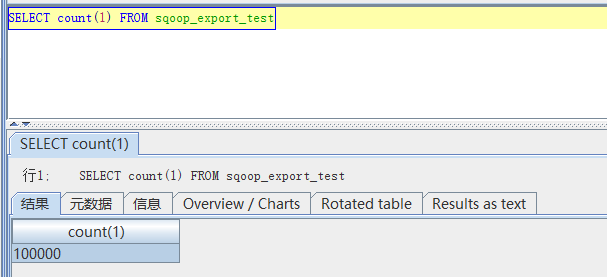 SELECT count(1) FROM sqoop_export_test
SELECT count(1)
行1: SELECT count(1) FROM sqoop_export_test
结果 元数据 信息 Overview / Charts Rotated table Results as text
count(1)
100000